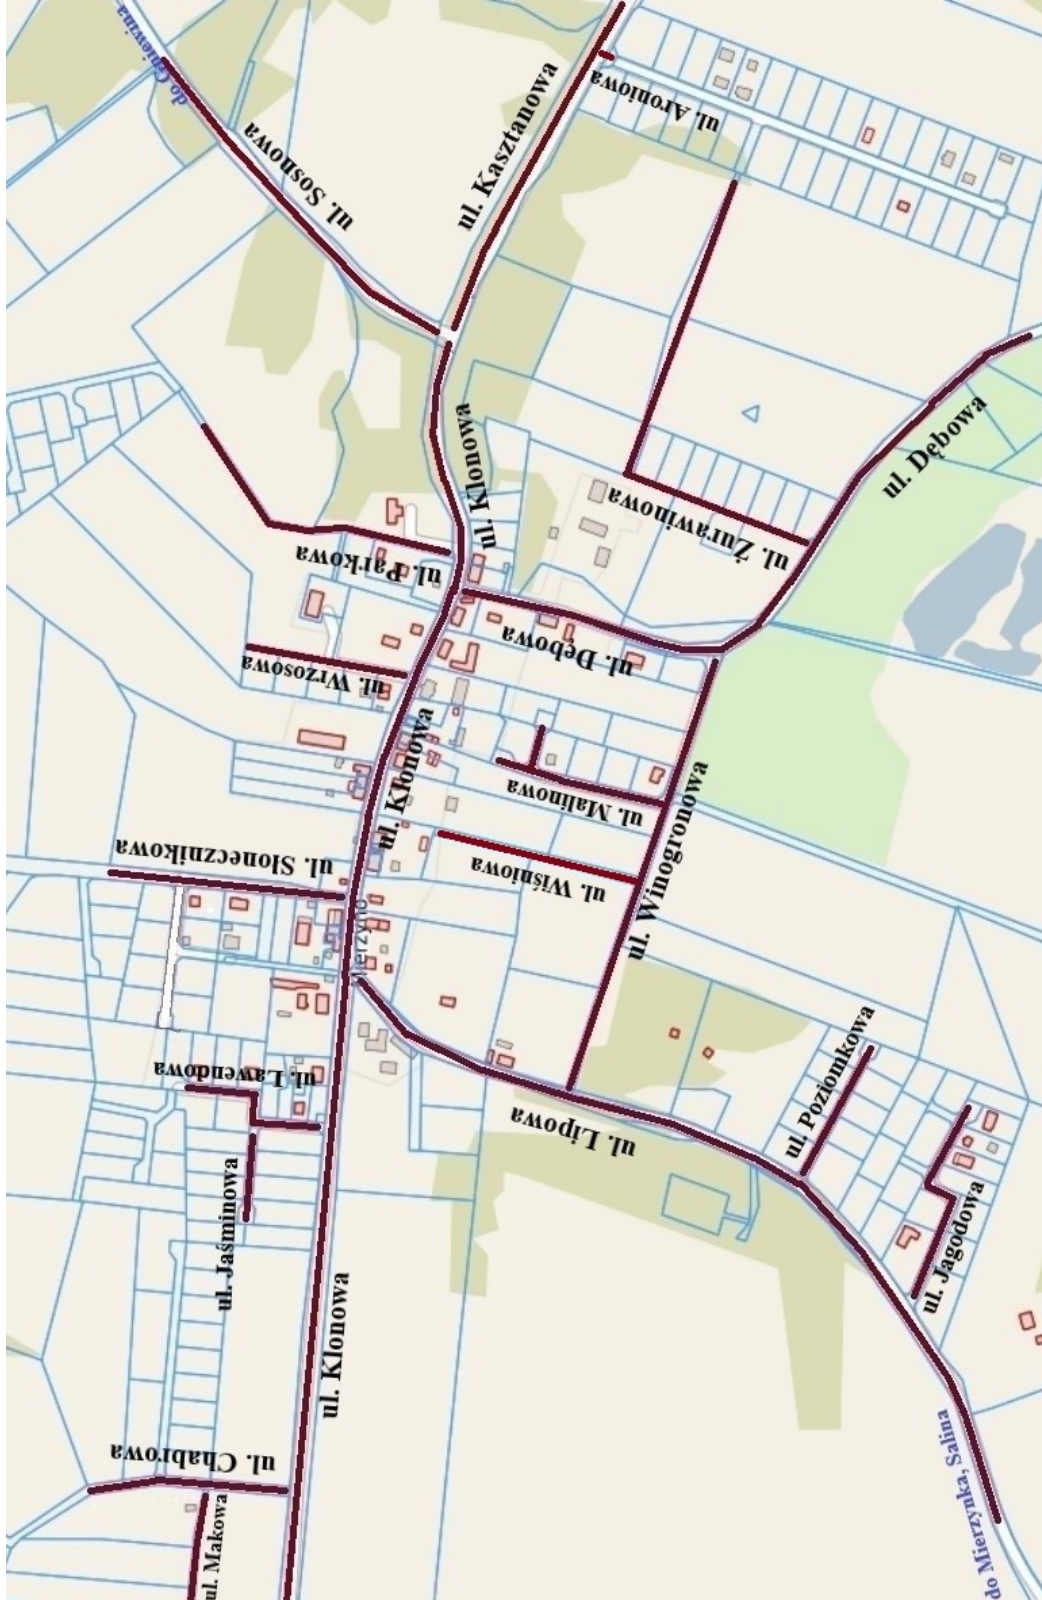 do Gniewina
ul. Sosnowa
ul. Kasztanowa
ul. Aroniowa
ul. Klonowa
ul. Dębowa
ul. Żurawinowa
ul. Parkowa
ul. Dębowa
ul. Wrzosowa
ul. Klonowa
ul. Malinowa
ul. Winogronowa
ul. Słonecznikowa
ul. Wiśniowa
Mierzyno
ul. Lawendowa
ul. Lipowa
ul. Poziomkowa
ul. Jaśminowa
ul. Jagodowa
ul. Klonowa
ul. Chabrowa
ul. Makowa
do Mierzynka, Salina